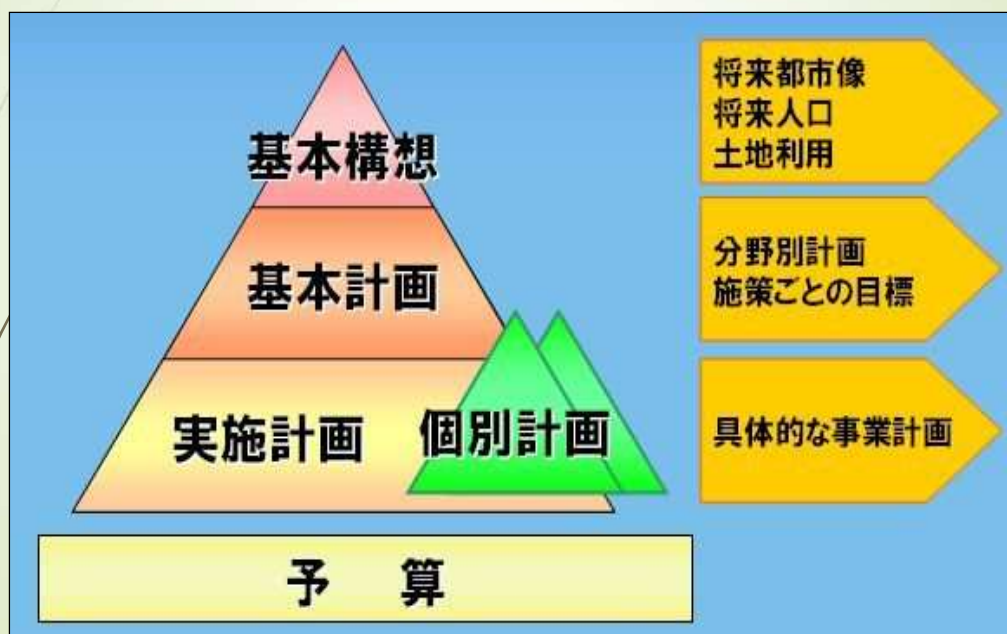 基本構想
将来都市像
将来人口
土地利用
基本計画
分野別計画
施策ごとの目標
実施計画
個別計画
具体的な事業計画
予 算